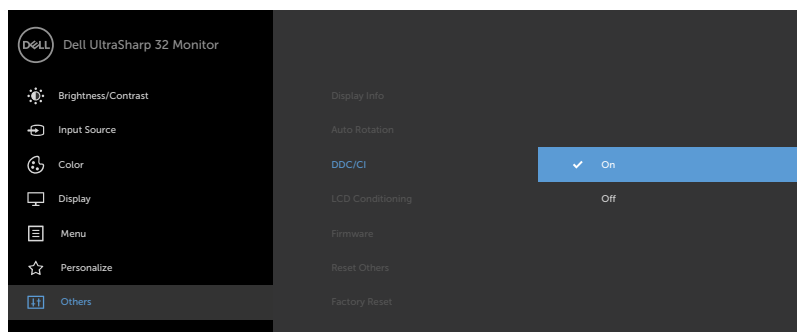 DELL Dell UltraSharp 32 Monitor
Brightness/Contrast
Input Source
Color
Display
Menu
Personalize
Others
Display Info
Auto Rotation
DDC/CI
LCD Conditioning
Firmware
Reset Others
Factory Reset
On
Off